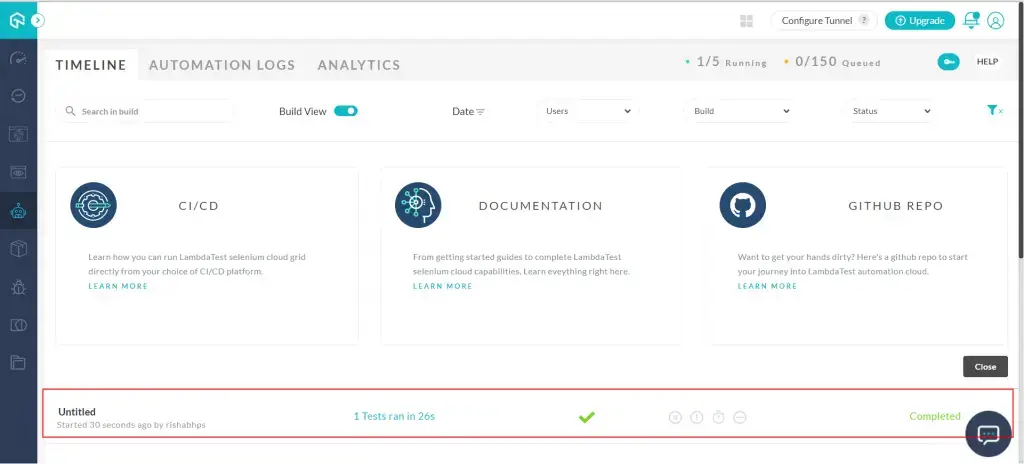 Configure Tunnel ?
Upgrade
TIMELINE AUTOMATION LOGS ANALYTICS
1/5 Running 0/150 Queued
HELP
Search in build
Build View
Date
Users
Build
Status
CI/CD
Learn how you can run LambdaTest selenium cloud grid
directly from your choice of CI/CD platform.
LEARN MORE
DOCUMENTATION
From getting started guides to complete LambdaTest
selenium cloud capabilities, Learn eveything right here.
LEARN MORE
GITHUB REPO
Want to get your hands dirty? Here's a github repo to start
your journey into LambdaTest automation cloud.
LEARN MORE
Close
Untitled
Started 30 seconds ago by rishabhps
1 Tests ran in 26s
Completed